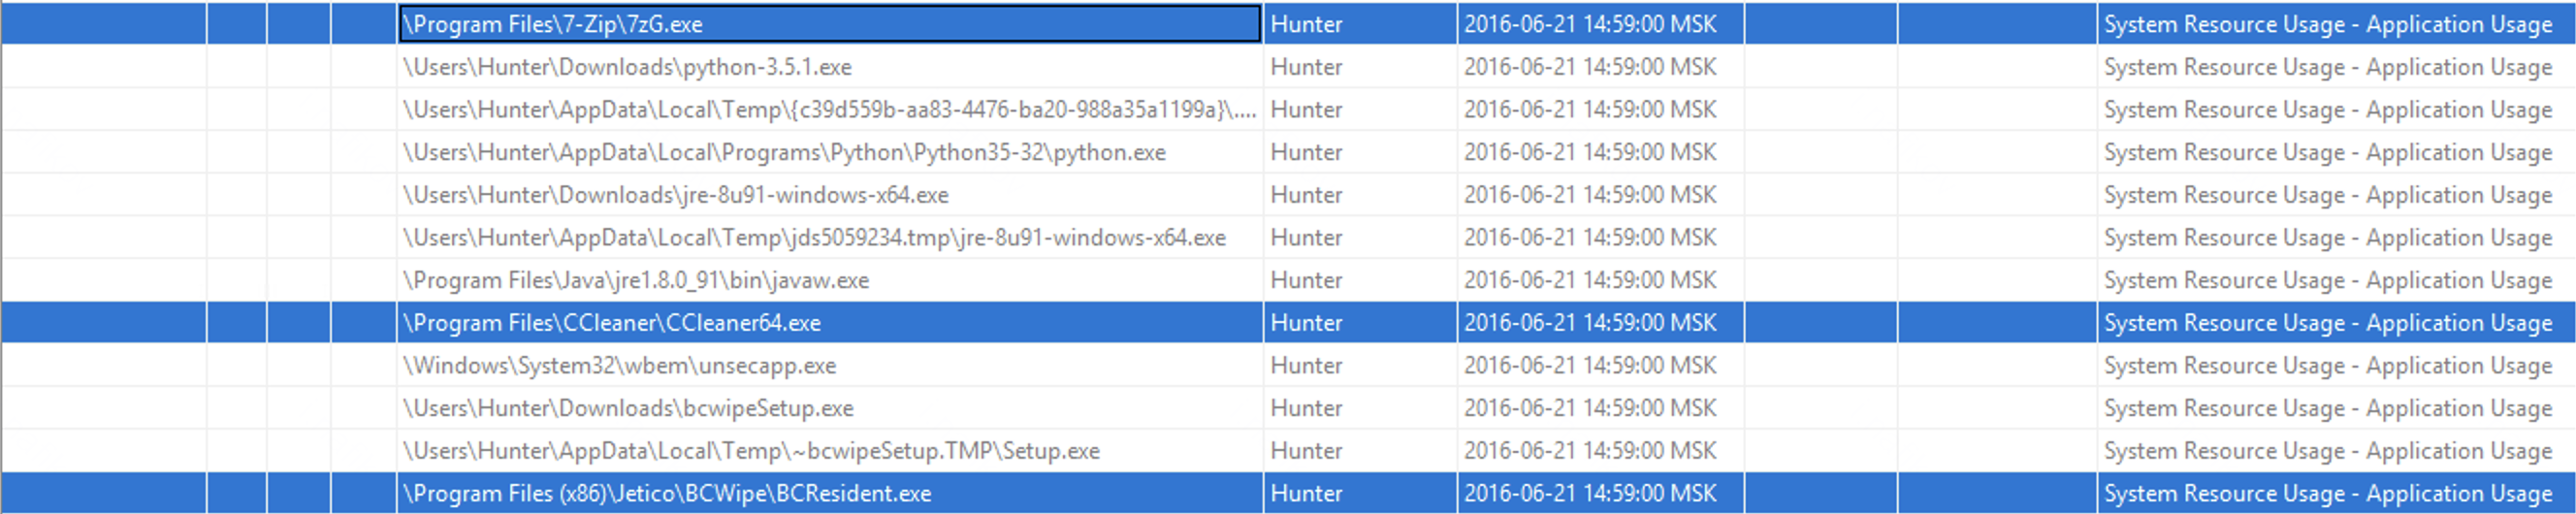 \Program Files\7-Zip\7zG.exe Hunter 2016-06-21 14:59:00 MSK System Resource Usage - Application Usage
\Users\Hunter\Downloads\python-3.5.1.exe Hunter 2016-06-21 14:59:00 MSK System Resource Usage - Application Usage
\Users\Hunter\AppData\Local\Temp\{c39d559b-aa83-4476-ba20-988a35a1199a}\.... Hunter 2016-06-21 14:59:00 MSK System Resource Usage - Application Usage
\Users\Hunter\AppData\Local\Programs\Python\Python35-32\python.exe Hunter 2016-06-21 14:59:00 MSK System Resource Usage - Application Usage
\Users\Hunter\Downloads\jre-8u91-windows-x64.exe Hunter 2016-06-21 14:59:00 MSK System Resource Usage - Application Usage
\Users\Hunter\AppData\Local\Temp\jds5059234.tmp\jre-8u91-windows-x64.exe Hunter 2016-06-21 14:59:00 MSK System Resource Usage - Application Usage
\Program Files\Java\jre1.8.0_91\bin\javaw.exe Hunter 2016-06-21 14:59:00 MSK System Resource Usage - Application Usage
\Program Files\CCleaner\CCleaner64.exe Hunter 2016-06-21 14:59:00 MSK System Resource Usage - Application Usage
\Windows\System32\wbem\unsecapp.exe Hunter 2016-06-21 14:59:00 MSK System Resource Usage - Application Usage
\Users\Hunter\Downloads\bcwipeSetup.exe Hunter 2016-06-21 14:59:00 MSK System Resource Usage - Application Usage
\Users\Hunter\AppData\Local\Temp\~bcwipeSetup.TMP\Setup.exe Hunter 2016-06-21 14:59:00 MSK System Resource Usage - Application Usage
\Program Files (x86)\Jetico\BCWipe\BCResident.exe Hunter 2016-06-21 14:59:00 MSK System Resource Usage - Application Usage